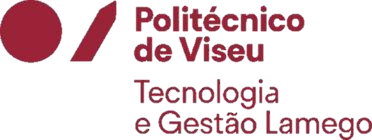 Politécnico
de Viseu
Tecnologia
e Gestão Lamego